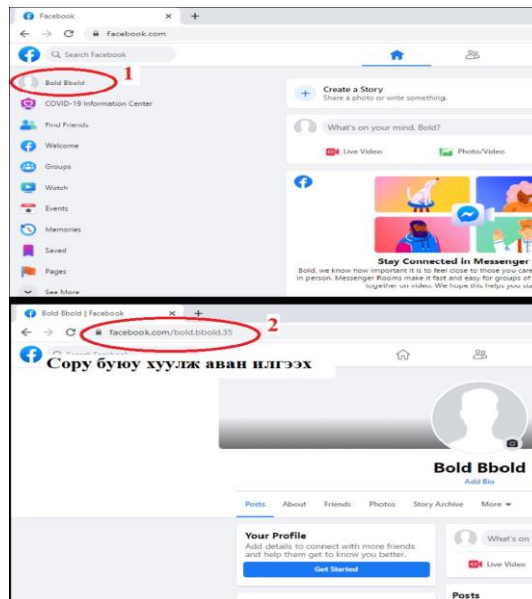 Facebook
facebook.com
Search Facebook
Bold Bbold
1
COVID-19 Information Center
Find Friends
Welcome
Groups
Watch
Events
Memories
Saved
Pages
See More
Create a Story
Share a photo or write something.
What's on your mind, Bold?
Live Video
Photo/Video
Stay Connected in Messenger
Bold, we know how important it is to feel close to those you care
in person. Messenger Rooms make it fast and easy for groups of
together on video. We hope this helps you sta
Bold Bbold | Facebook
facebook.com/bold.bbold.35
2
Copy буюу хуулж аван илгээх
Bold Bbold
Add Bio
Posts About Friends Photos Story Archive More
Your Profile
Add details to connect with more friends
and help them get to know you better.
Get Started
What's on
Live Video
Posts